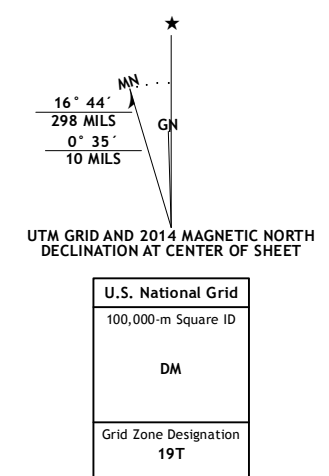 MN
16° 44´
298 MILS
GN
0° 35´
10 MILS
UTM GRID AND 2014 MAGNETIC NORTH
DECLINATION AT CENTER OF SHEET
U.S. National Grid
100,000-m Square ID
DM
Grid Zone Designation
19T